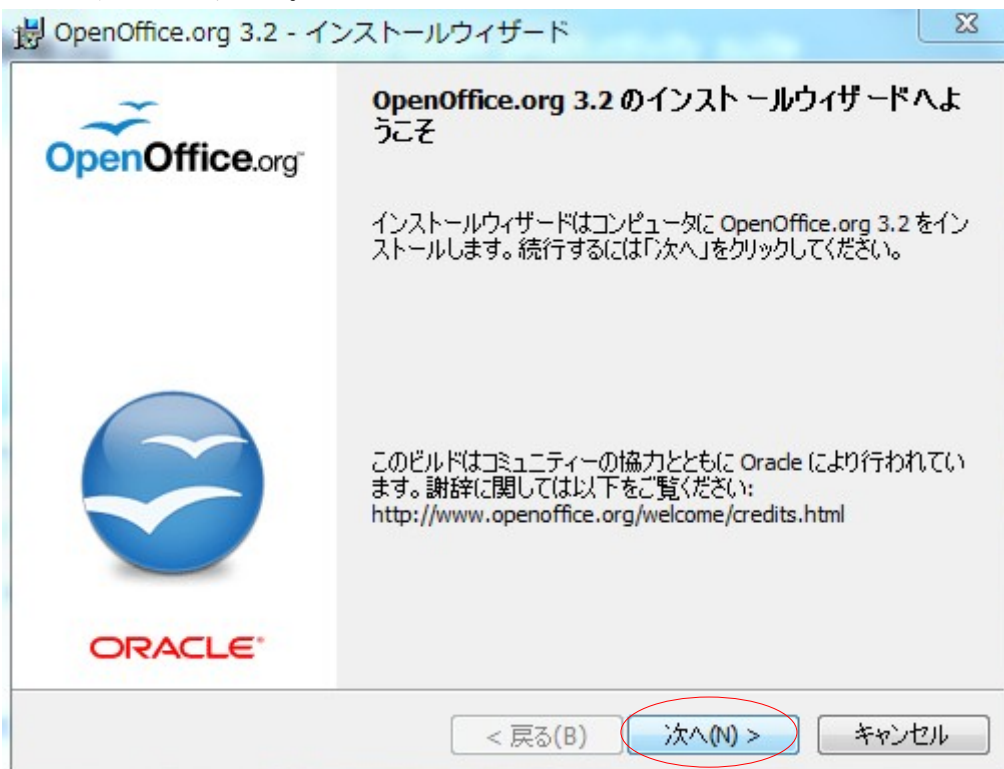 OpenOffice.org 3.2 - インストールウィザード
OpenOffice.org
OpenOffice.org 3.2 のインストールウィザードへよ
うこそ
インストールウィザードはコンピュータに OpenOffice.org 3.2 をイン
ストールします。続行するには「次へ」をクリックしてください。
このビルドはコミュニティーの協力とともに Oracle により行われてい
ます。謝辞に関しては以下をご覧ください:
http://www.openoffice.org/welcome/credits.html
ORACLE
< 戻る(B)
次へ(N) >
キャンセル